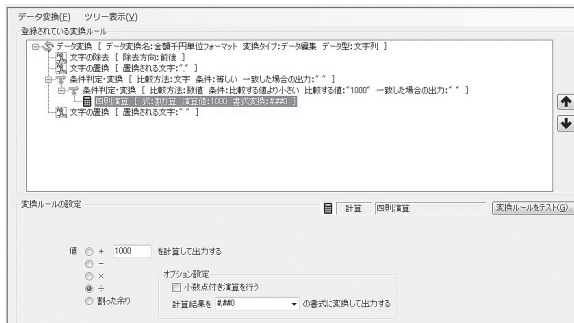 データ変換(E)　ツリー表示(V)
登録されている変換ルール
データ変換 [ データ変換名:金額千円単位フォーマット 変換タイプ:データ編集 データ型:文字列 ]
文字の除去 [ 除去方向:前後 ]
文字の置換 [ 置換される文字:" " ]
条件判定・変換 [ 比較方法:文字 条件:等しい 一致した場合の出力:" " ]
条件判定・変換 [ 比較方法:数値 条件:比較する値より小さい 比較する値:"1000" 一致した場合の出力:" " ]
四則演算 [ 式:割り算 演算値:1000 書式変換:#,##0 ]
文字の置換 [ 置換される文字:" " ]
変換ルールの設定
計算　四則演算　変換ルールをテスト(G)
値 + 1000 を計算して出力する
−
×
÷
割った余り
オプション設定
小数点付き演算を行う
計算結果を #,##0 の書式に変換して出力する